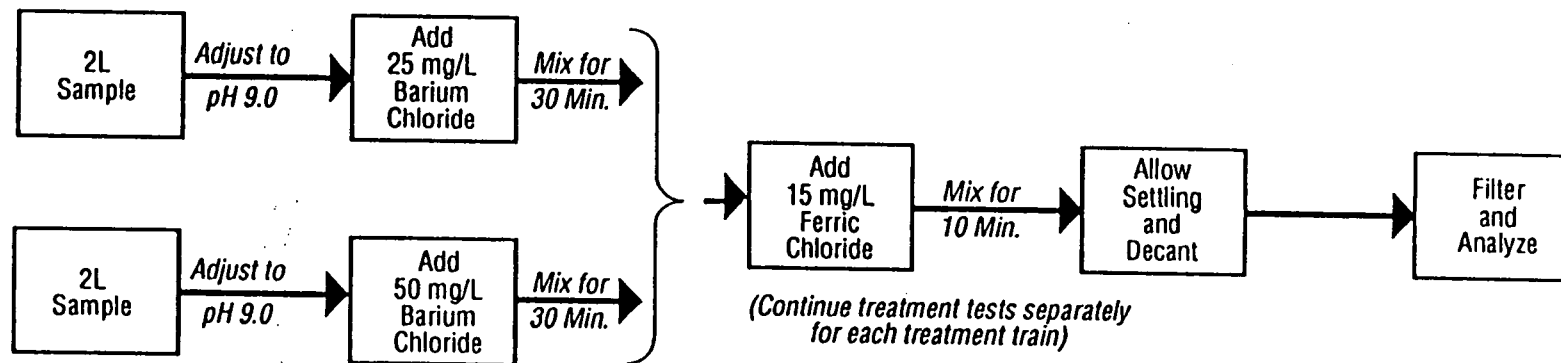 2L
Sample
Adjust to
pH 9.0
Add
25 mg/L
Barium
Chloride
Mix for
30 Min.
2L
Sample
Adjust to
pH 9.0
Add
50 mg/L
Barium
Chloride
Mix for
30 Min.
Add
15 mg/L
Ferric
Chloride
Mix for
10 Min.
Allow
Settling
and
Decant
Filter
and
Analyze
(Continue treatment tests separately
for each treatment train)